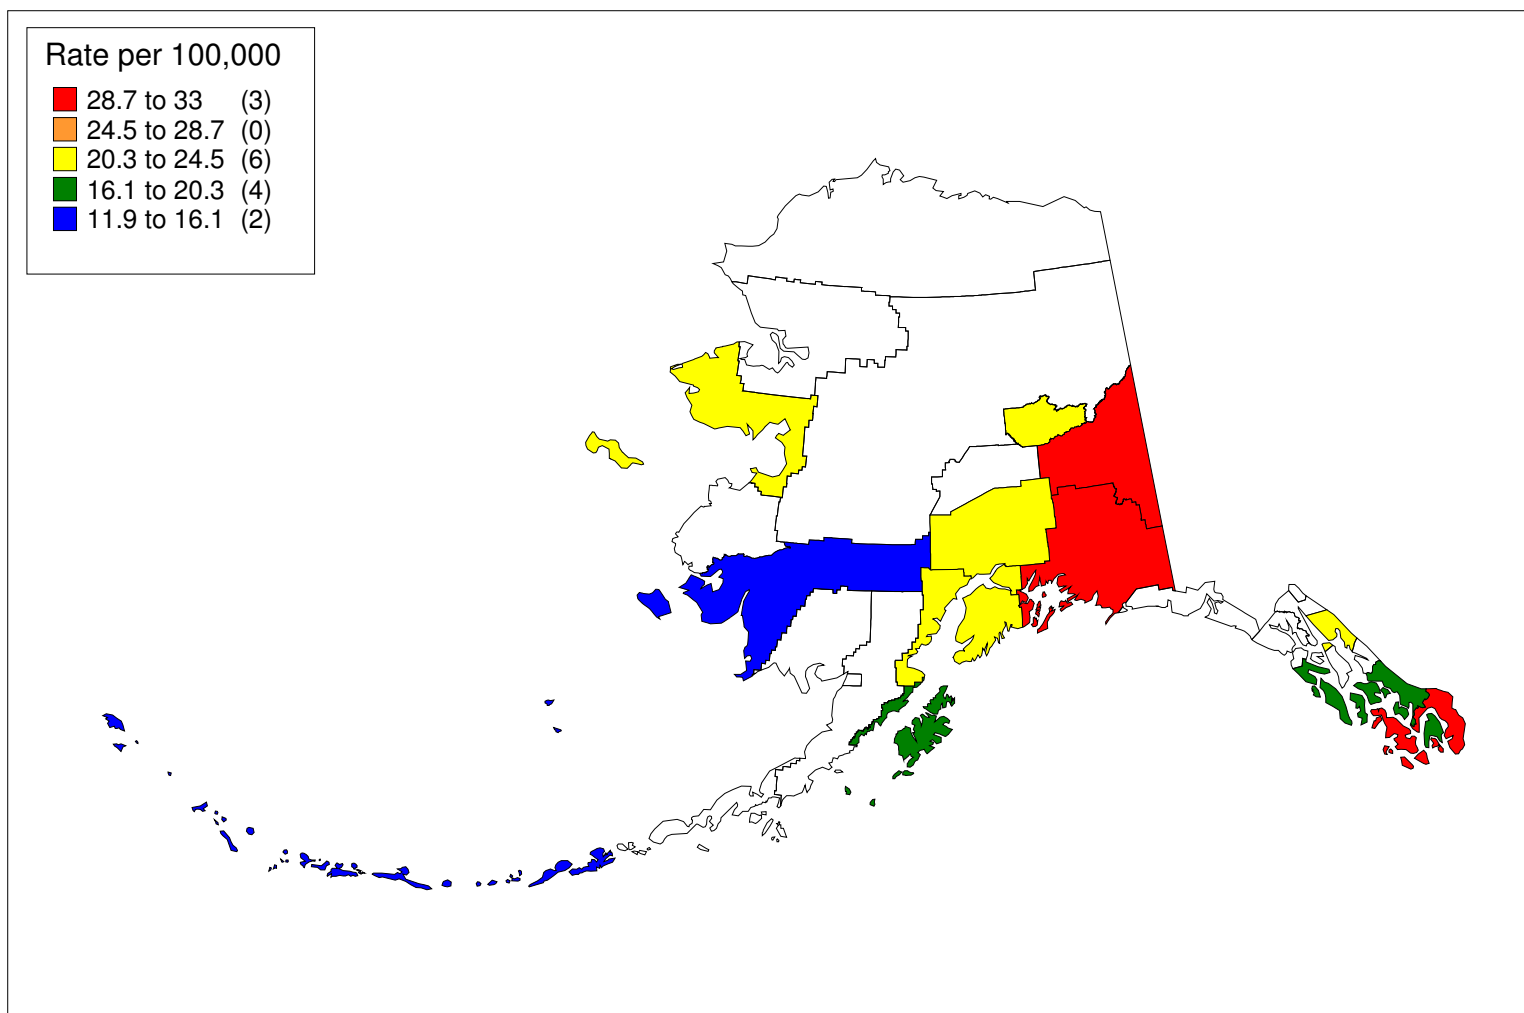 Rate per 100,000
28.7 to 33 (3)
24.5 to 28.7 (0)
20.3 to 24.5 (6)
16.1 to 20.3 (4)
11.9 to 16.1 (2)